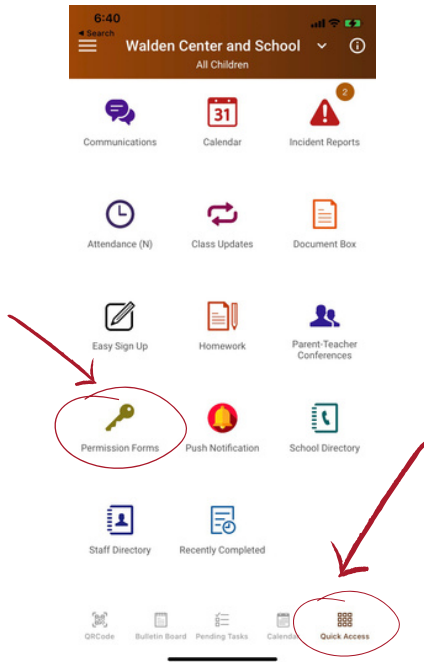 6:40
Search
Walden Center and School
All Children
2
31
Communications
Calendar
Incident Reports
Attendance (N)
Class Updates
Document Box
Easy Sign Up
Homework
Parent-Teacher
Conferences
Permission Forms
Push Notification
School Directory
Staff Directory
Recently Completed
QRCode
Bulletin Board
Pending Tasks
Calendar
Quick Access